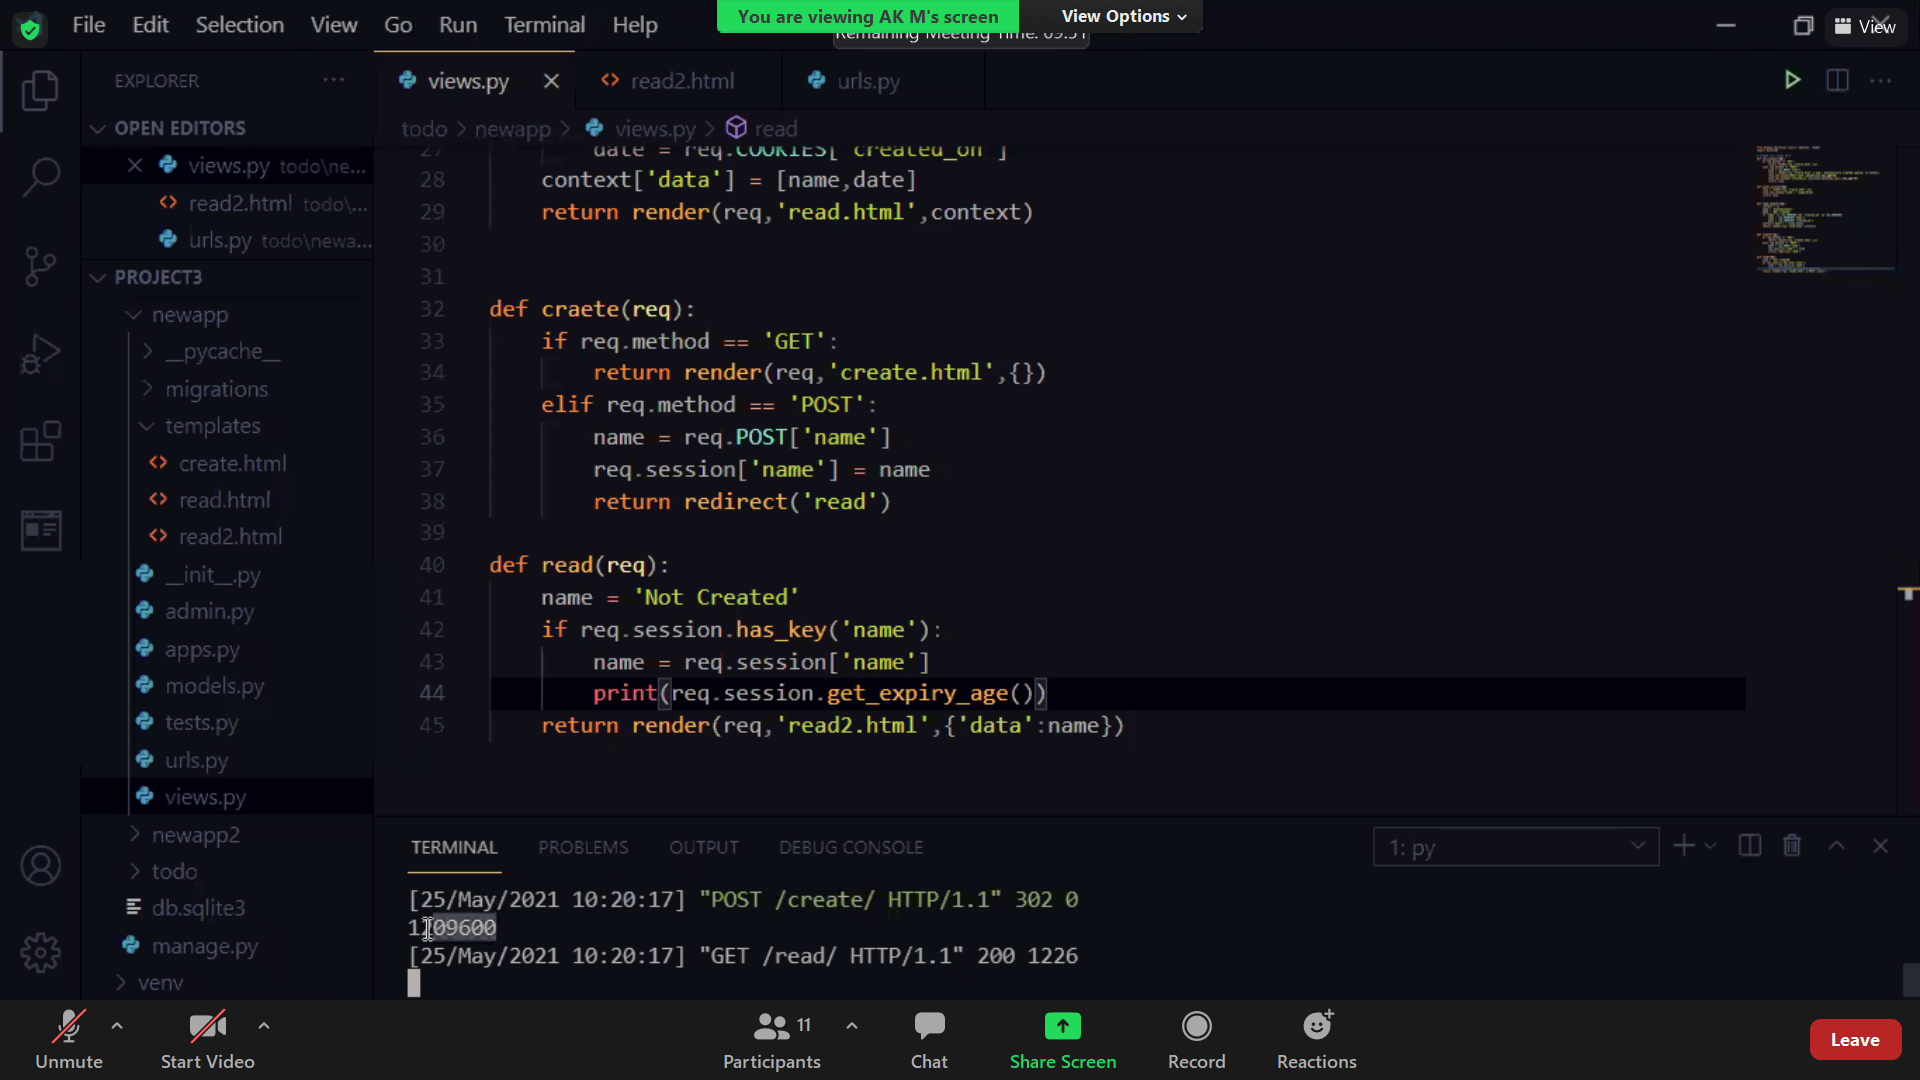 File Edit Selection View Go Run Terminal Help
You are viewing AK M's screen
View Options
Remaining Meeting Time: 09:51
View
EXPLORER
views.py
read2.html
urls.py
OPEN EDITORS
views.py todo\ne...
read2.html todo\...
urls.py todo\newa...
PROJECT3
newapp
__pycache__
migrations
templates
create.html
read.html
read2.html
__init__.py
admin.py
apps.py
models.py
tests.py
urls.py
views.py
newapp2
todo
db.sqlite3
manage.py
venv
todo > newapp > views.py > read
27 date = req.COOKIES['created_on']
28 context['data'] = [name,date]
29 return render(req,'read.html',context)
30
31
32 def craete(req):
33 if req.method == 'GET':
34 return render(req,'create.html',{})
35 elif req.method == 'POST':
36 name = req.POST['name']
37 req.session['name'] = name
38 return redirect('read')
39
40 def read(req):
41 name = 'Not Created'
42 if req.session.has_key('name'):
43 name = req.session['name']
44 print(req.session.get_expiry_age())
45 return render(req,'read2.html',{'data':name})
TERMINAL PROBLEMS OUTPUT DEBUG CONSOLE
1: py
[25/May/2021 10:20:17] "POST /create/ HTTP/1.1" 302 0
1209600
[25/May/2021 10:20:17] "GET /read/ HTTP/1.1" 200 1226
Unmute
Start Video
11
Participants
Chat
Share Screen
Record
Reactions
Leave